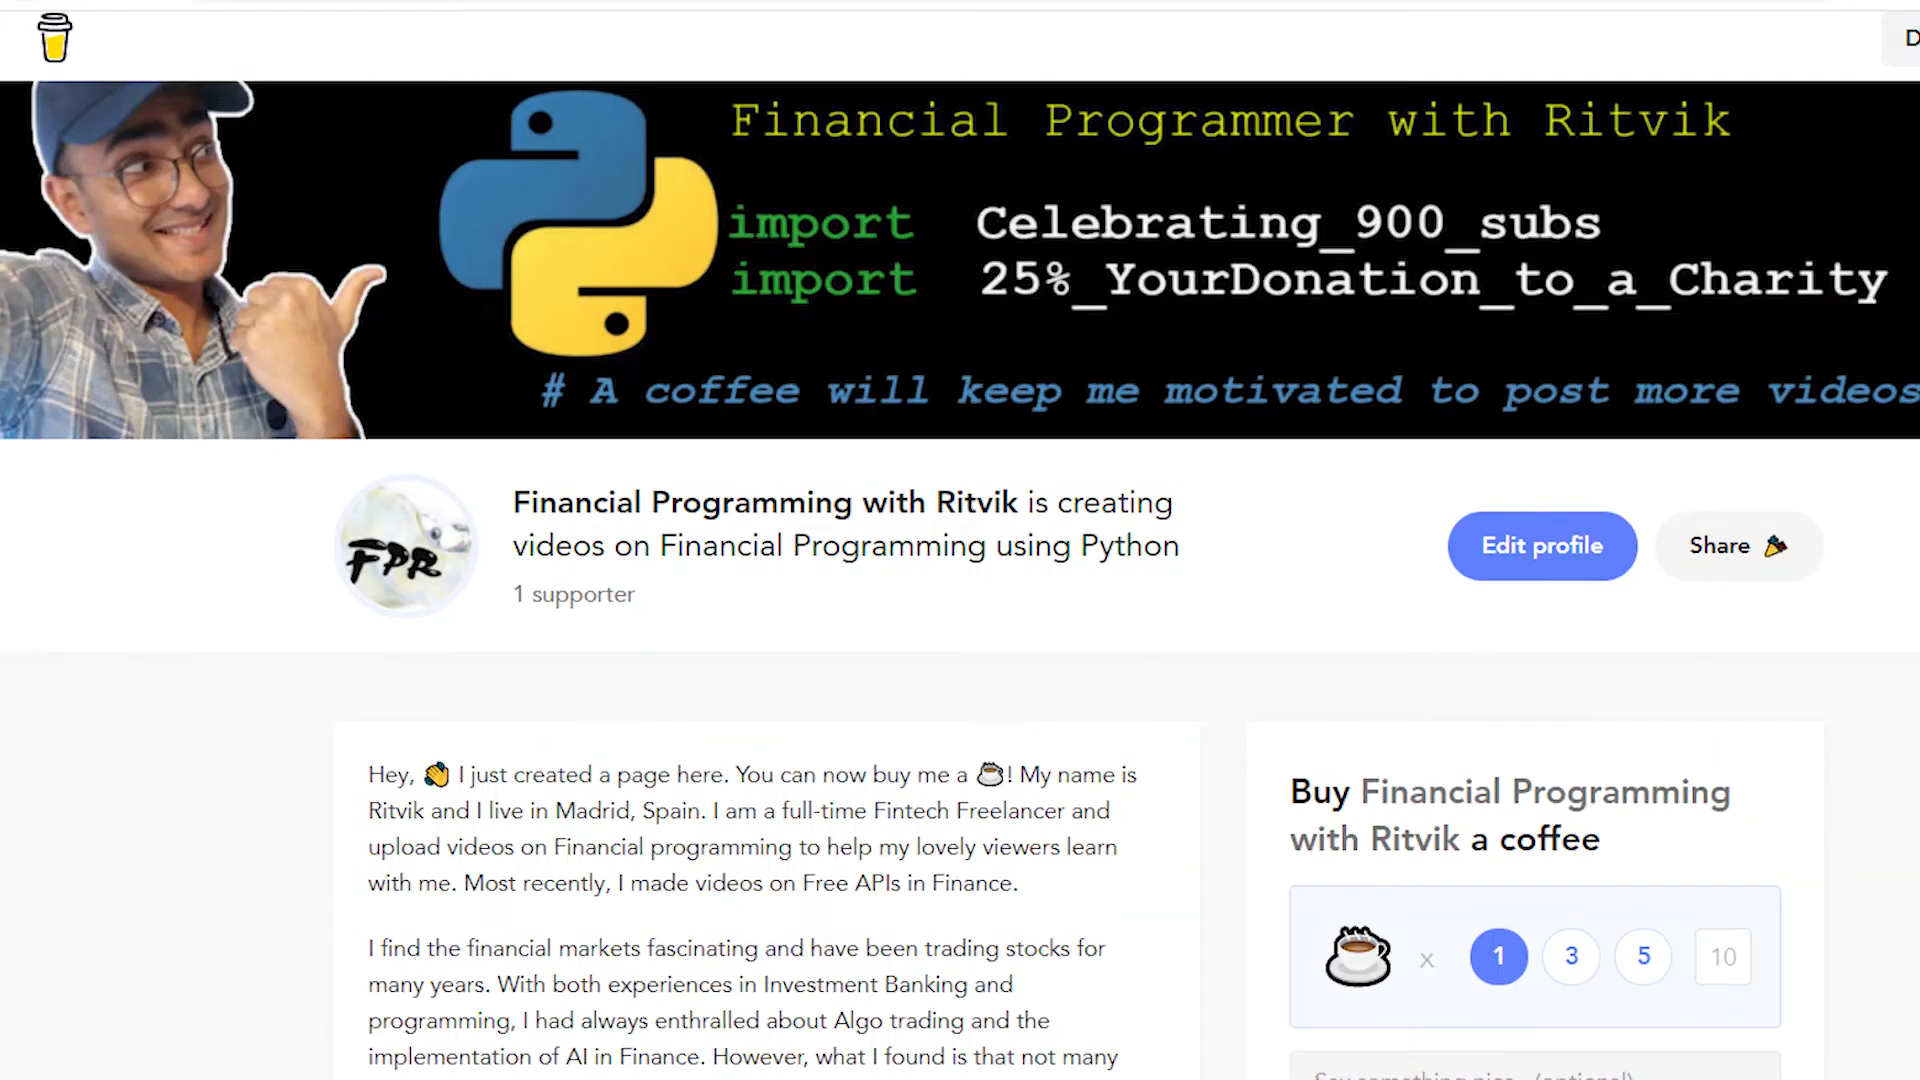 D
Financial Programmer with Ritvik
import Celebrating_900_subs
import 25%_YourDonation_to_a_Charity
# A coffee will keep me motivated to post more videos
FPR
Financial Programming with Ritvik is creating
videos on Financial Programming using Python
1 supporter
Edit profile
Share
Hey, 👏 I just created a page here. You can now buy me a ☕! My name is
Ritvik and I live in Madrid, Spain. I am a full-time Fintech Freelancer and
upload videos on Financial programming to help my lovely viewers learn
with me. Most recently, I made videos on Free APIs in Finance.
I find the financial markets fascinating and have been trading stocks for
many years. With both experiences in Investment Banking and
programming, I had always enthralled about Algo trading and the
implementation of AI in Finance. However, what I found is that not many
Buy Financial Programming
with Ritvik a coffee
x 1 3 5 10
Say something nice.. (optional)